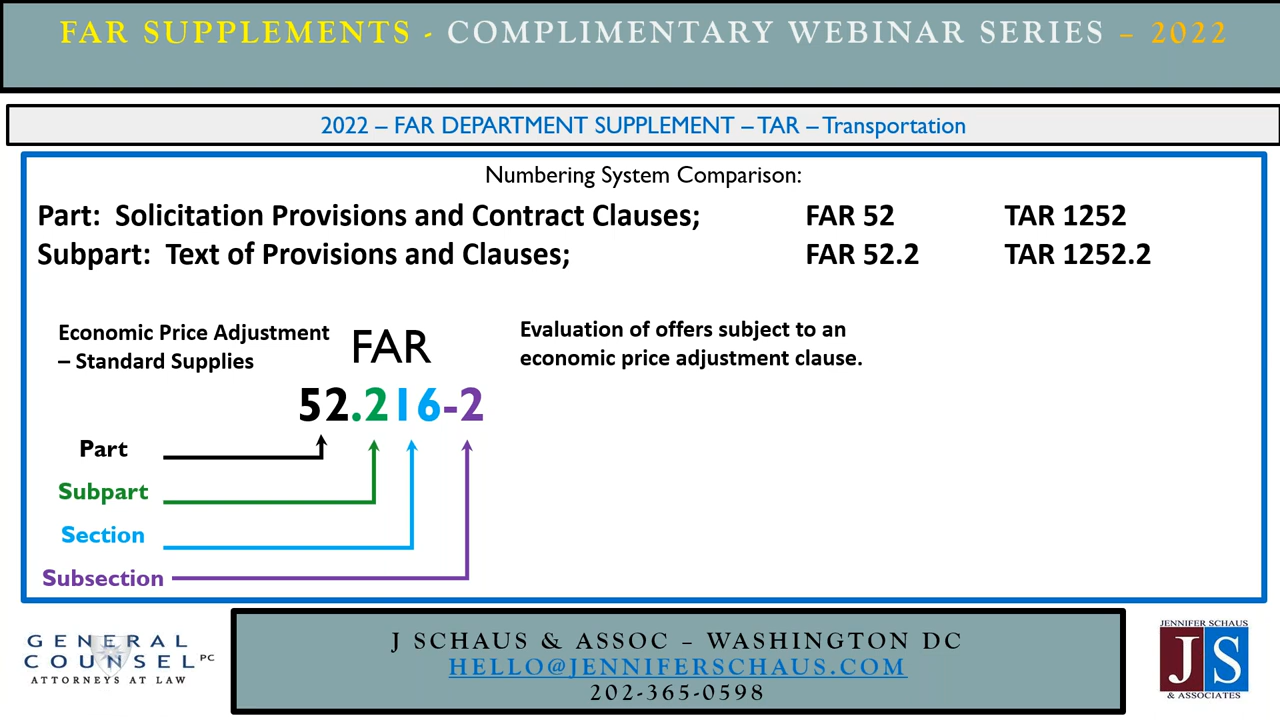 FAR SUPPLEMENTS - COMPLIMENTARY WEBINAR SERIES – 2022
2022 – FAR DEPARTMENT SUPPLEMENT – TAR – Transportation
Numbering System Comparison:
Part: Solicitation Provisions and Contract Clauses; FAR 52 TAR 1252
Subpart: Text of Provisions and Clauses; FAR 52.2 TAR 1252.2
Economic Price Adjustment
– Standard Supplies
FAR
52.216-2
Evaluation of offers subject to an
economic price adjustment clause.
Part
Subpart
Section
Subsection
GENERAL
COUNSEL PC
ATTORNEYS AT LAW
J SCHAUS & ASSOC – WASHINGTON DC
HELLO@JENNIFERSCHAUS.COM
202-365-0598
JENNIFER SCHAUS
J S
& ASSOCIATES